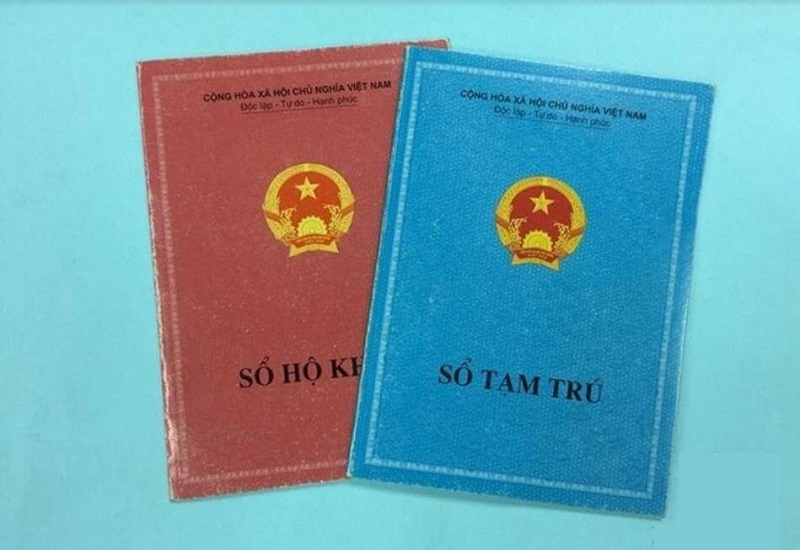 CỘNG HÒA XÃ HỘI CHỦ NGHĨA VIỆT NAM
Độc lập - Tự do - Hạnh phúc
SỔ HỘ KH
CỘNG HÒA XÃ HỘI CHỦ NGHĨA VIỆT NAM
Độc lập - Tự do - Hạnh phúc
SỔ TẠM TRÚ